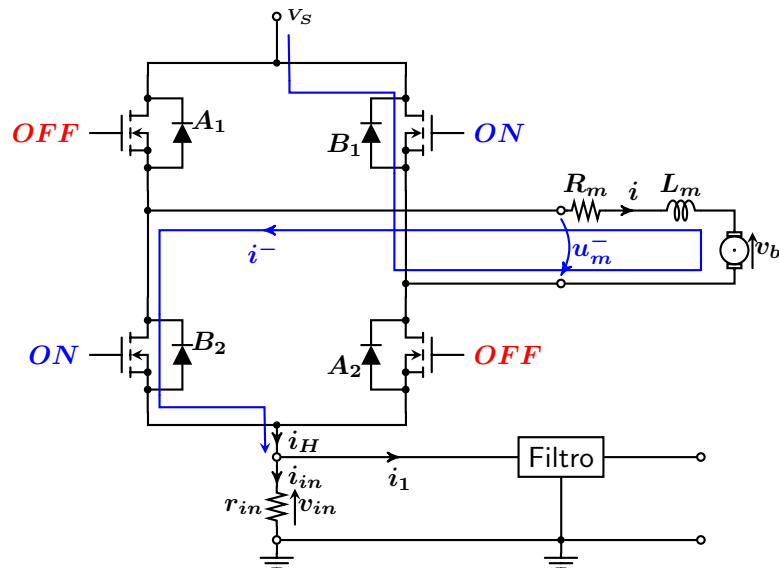 V_S
A_1
OFF
B_1
ON
R_m
i
L_m
i^-
u_m^-
v_b
ON
B_2
A_2
OFF
i_H
i_in
i_1
Filtro
r_in
v_in